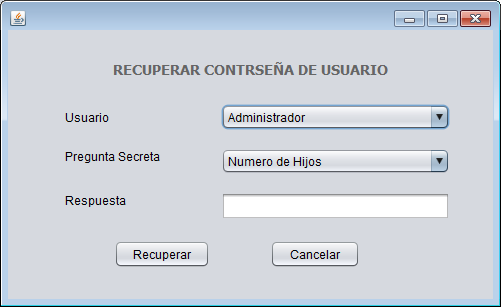 RECUPERAR CONTRSEÑA DE USUARIO
Usuario
Administrador
Pregunta Secreta
Numero de Hijos
Respuesta
Recuperar
Cancelar